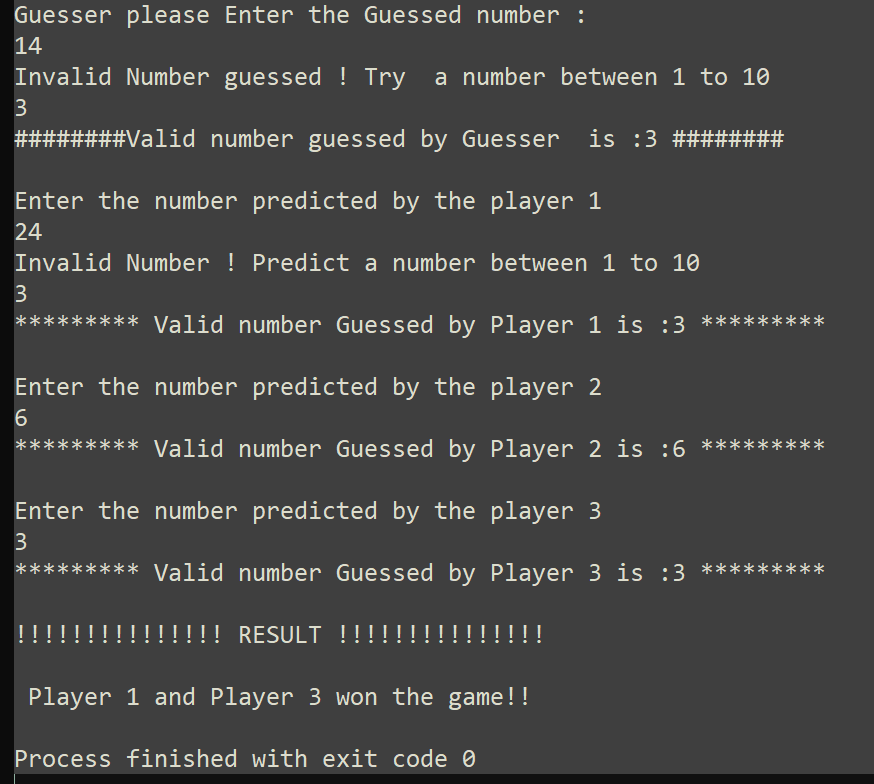 Guesser please Enter the Guessed number :
14
Invalid Number guessed ! Try  a number between 1 to 10
3
########Valid number guessed by Guesser  is :3 ########
Enter the number predicted by the player 1
24
Invalid Number ! Predict a number between 1 to 10
3
********* Valid number Guessed by Player 1 is :3 *********
Enter the number predicted by the player 2
6
********* Valid number Guessed by Player 2 is :6 *********
Enter the number predicted by the player 3
3
********* Valid number Guessed by Player 3 is :3 *********
!!!!!!!!!!!!!!! RESULT !!!!!!!!!!!!!!!
Player 1 and Player 3 won the game!!
Process finished with exit code 0